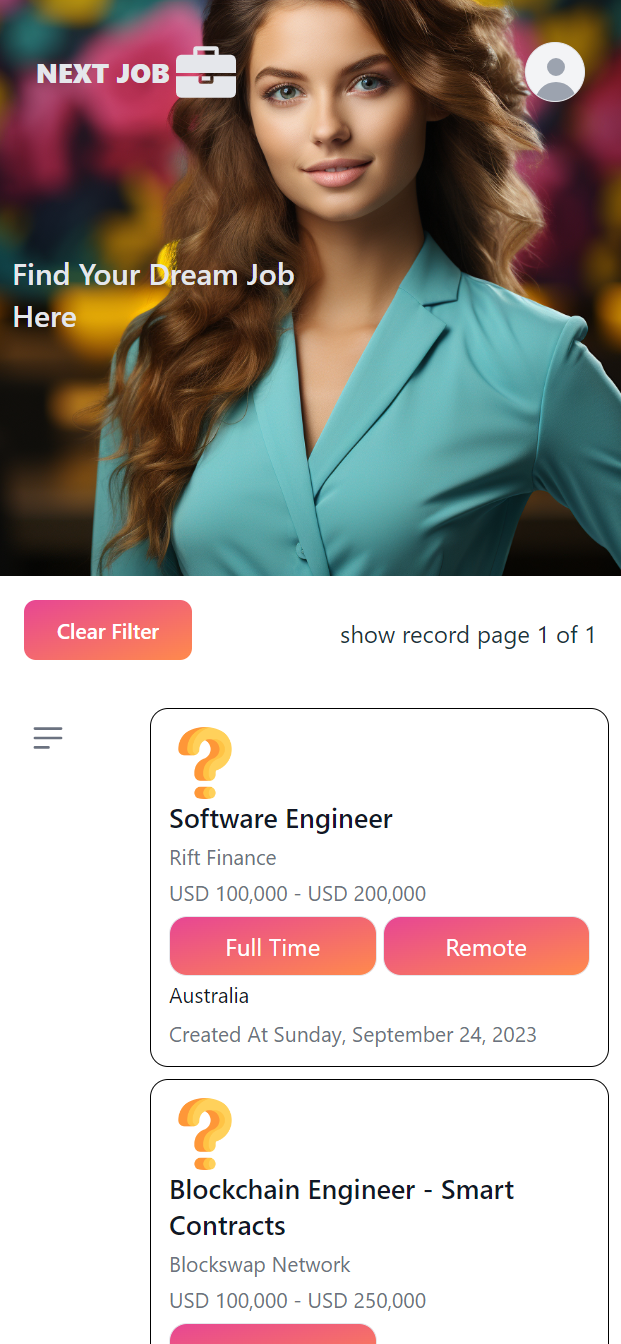 NEXT JOB
Find Your Dream Job
Here
Clear Filter
show record page 1 of 1
Software Engineer
Rift Finance
USD 100,000 - USD 200,000
Full Time
Remote
Australia
Created At Sunday, September 24, 2023
Blockchain Engineer - Smart
Contracts
Blockswap Network
USD 100,000 - USD 250,000